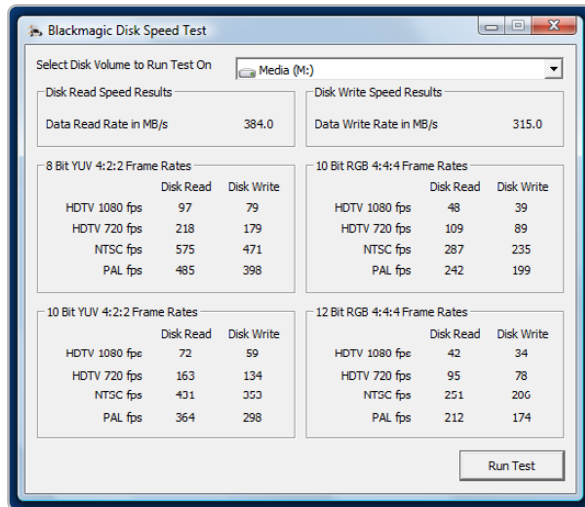 Blackmagic Disk Speed Test
Select Disk Volume to Run Test On Media (M:)
Disk Read Speed Results
Data Read Rate in MB/s 384.0
Disk Write Speed Results
Data Write Rate in MB/s 315.0
8 Bit YUV 4:2:2 Frame Rates
Disk Read Disk Write
HDTV 1080 fps 97 79
HDTV 720 fps 218 179
NTSC fps 575 471
PAL fps 485 398
10 Bit RGB 4:4:4 Frame Rates
Disk Read Disk Write
HDTV 1080 fps 48 39
HDTV 720 fps 109 89
NTSC fps 287 235
PAL fps 242 199
10 Bit YUV 4:2:2 Frame Rates
Disk Read Disk Write
HDTV 1080 fps 72 59
HDTV 720 fps 163 134
NTSC fps 431 353
PAL fps 364 298
12 Bit RGB 4:4:4 Frame Rates
Disk Read Disk Write
HDTV 1080 fps 42 34
HDTV 720 fps 95 78
NTSC fps 251 206
PAL fps 212 174
Run Test